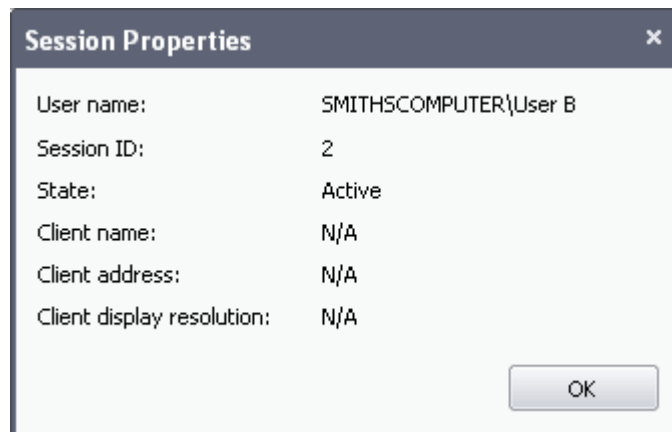 Session Properties
User name: SMITHSCOMPUTER\User B
Session ID: 2
State: Active
Client name: N/A
Client address: N/A
Client display resolution: N/A
OK